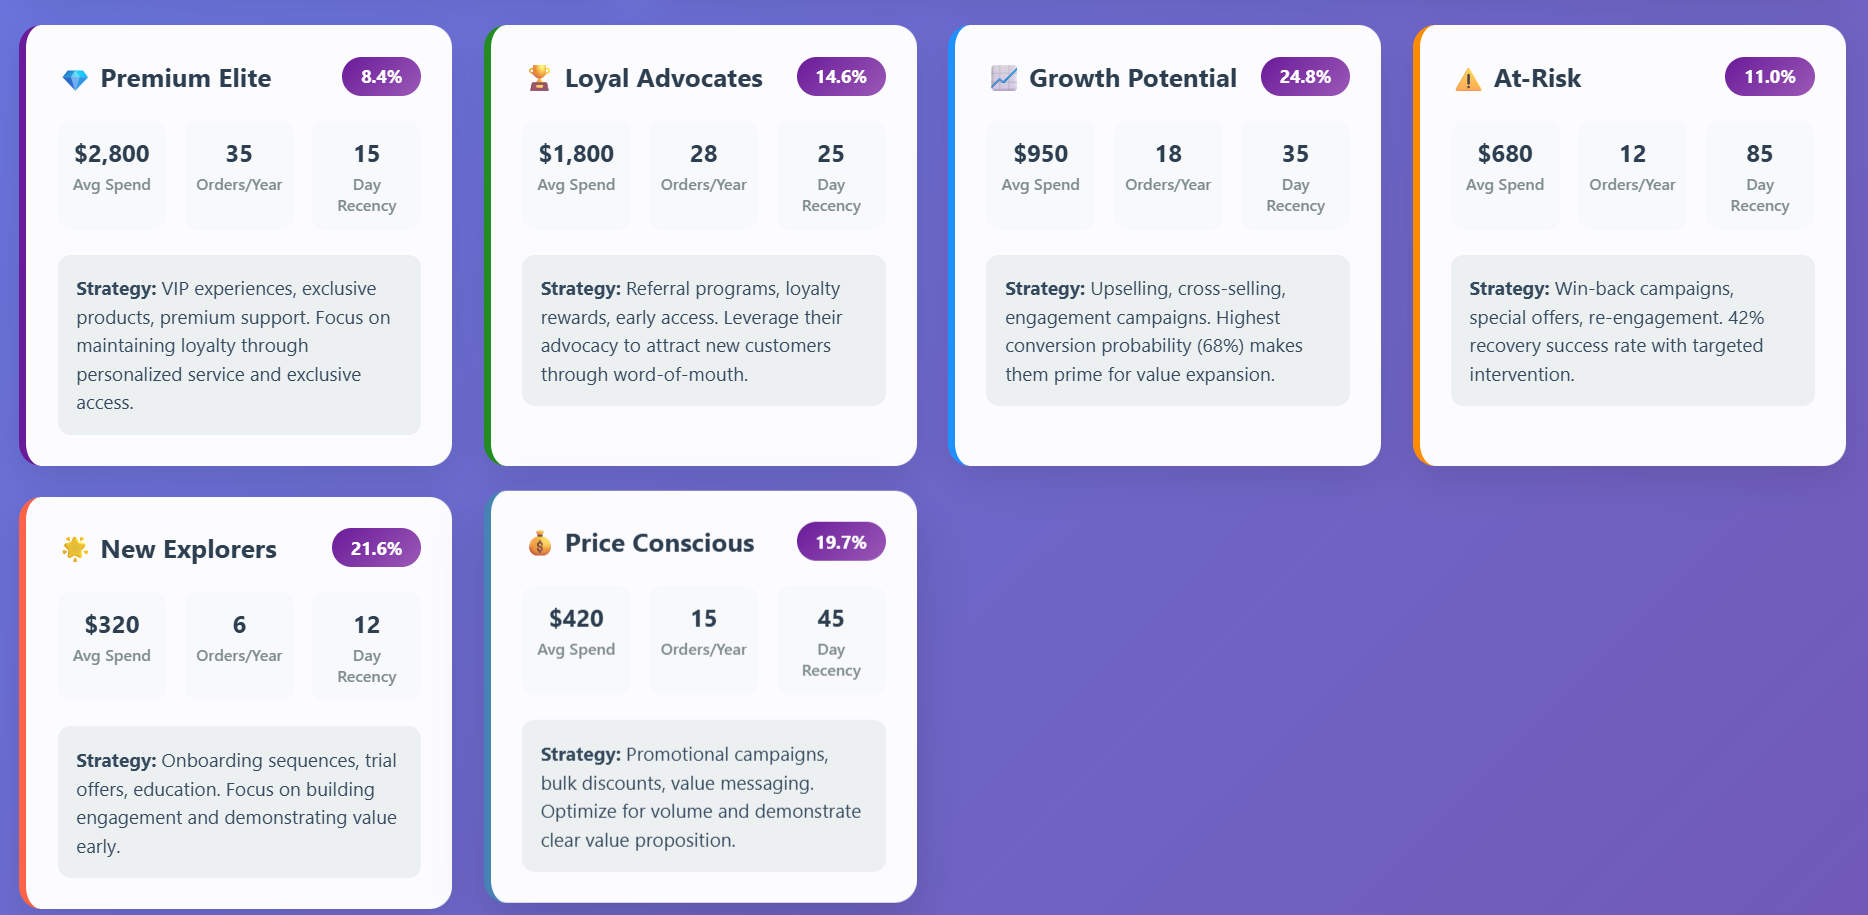 Premium Elite
8.4%
$2,800
Avg Spend
35
Orders/Year
15
Day
Recency
Strategy: VIP experiences, exclusive
products, premium support. Focus on
maintaining loyalty through
personalized service and exclusive
access.
Loyal Advocates
14.6%
$1,800
Avg Spend
28
Orders/Year
25
Day
Recency
Strategy: Referral programs, loyalty
rewards, early access. Leverage their
advocacy to attract new customers
through word-of-mouth.
Growth Potential
24.8%
$950
Avg Spend
18
Orders/Year
35
Day
Recency
Strategy: Upselling, cross-selling,
engagement campaigns. Highest
conversion probability (68%) makes
them prime for value expansion.
At-Risk
11.0%
$680
Avg Spend
12
Orders/Year
85
Day
Recency
Strategy: Win-back campaigns,
special offers, re-engagement. 42%
recovery success rate with targeted
intervention.
New Explorers
21.6%
$320
Avg Spend
6
Orders/Year
12
Day
Recency
Strategy: Onboarding sequences, trial
offers, education. Focus on building
engagement and demonstrating value
early.
Price Conscious
19.7%
$420
Avg Spend
15
Orders/Year
45
Day
Recency
Strategy: Promotional campaigns,
bulk discounts, value messaging.
Optimize for volume and demonstrate
clear value proposition.